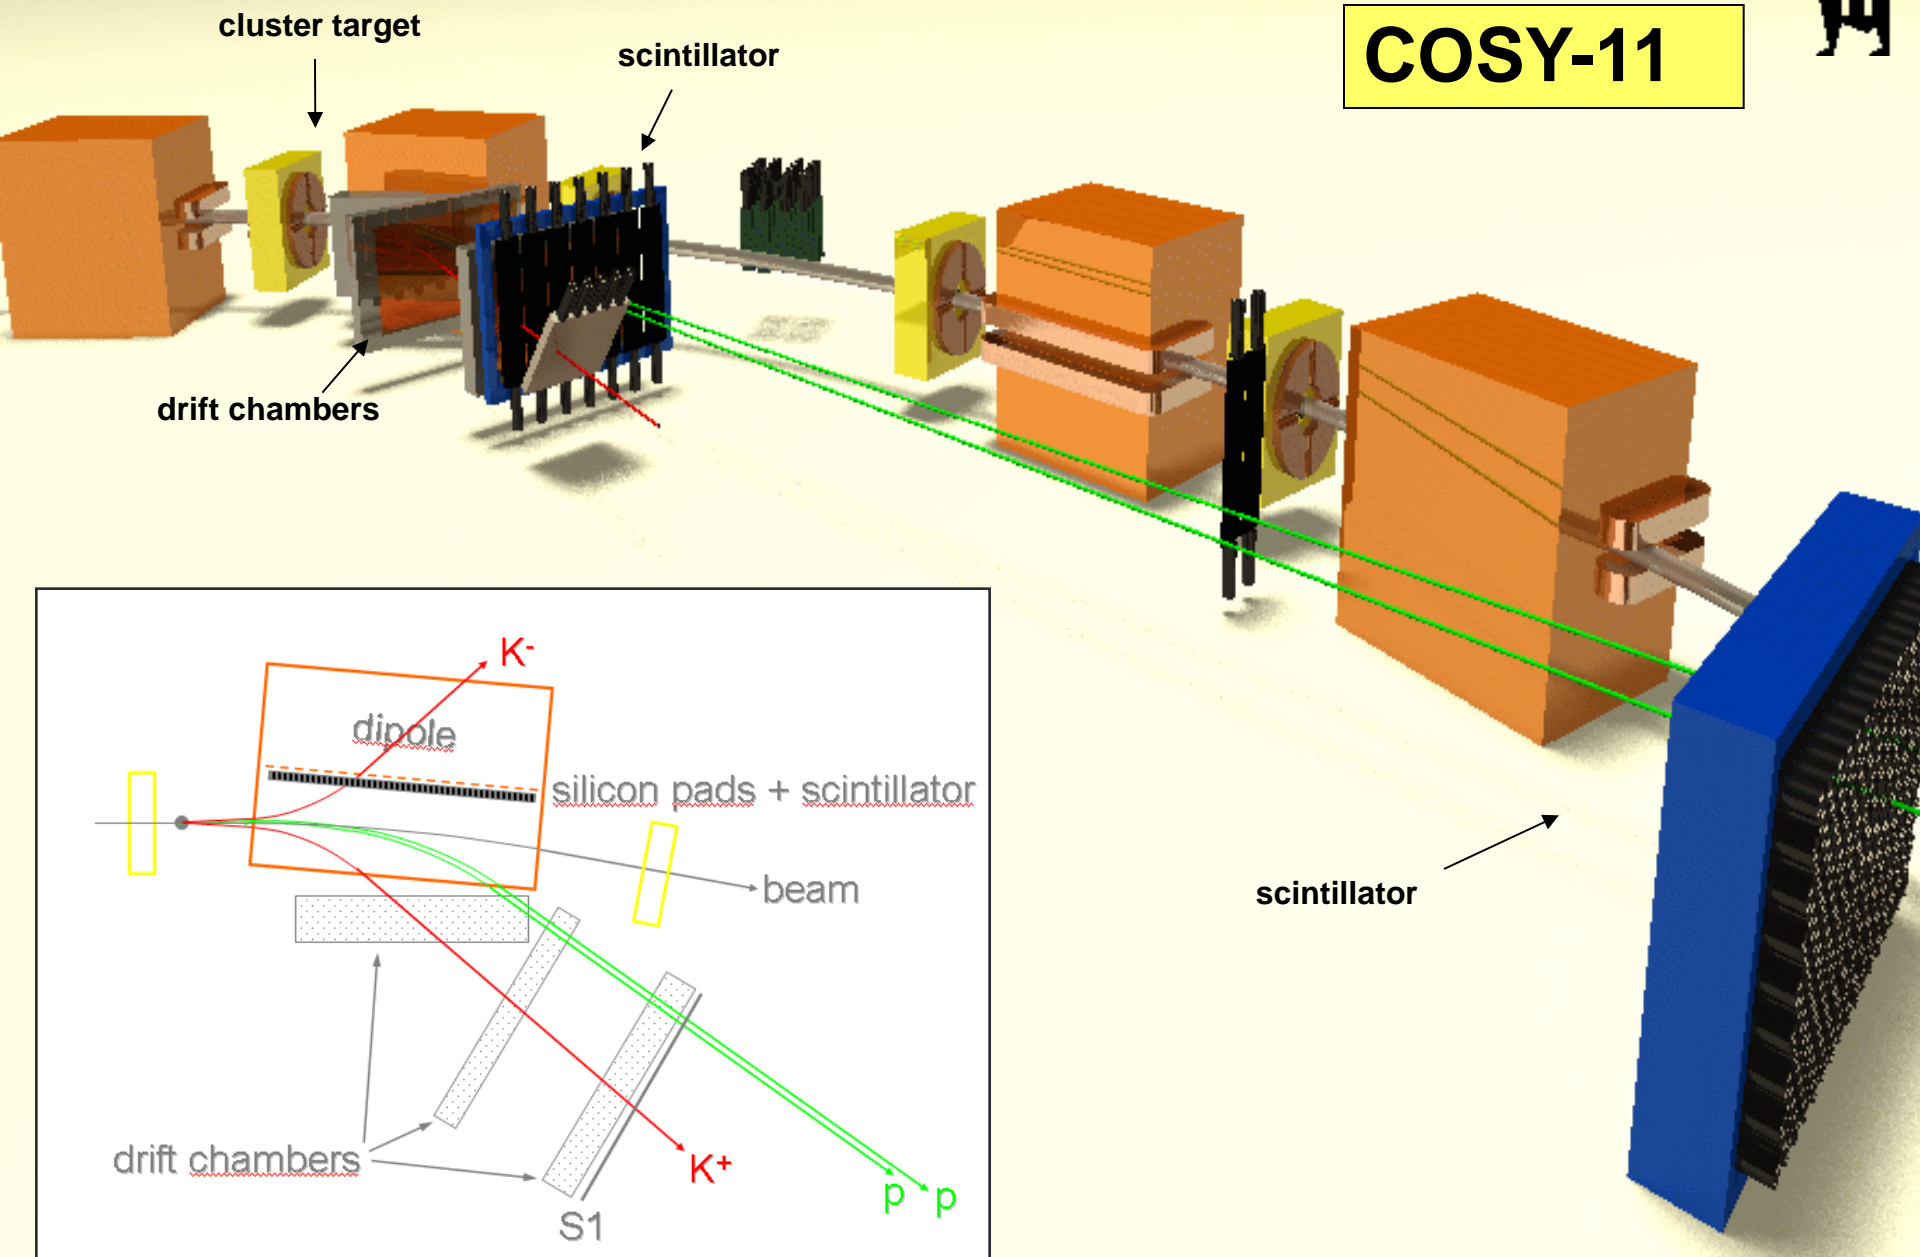 cluster target
scintillator
COSY-11
drift chambers
scintillator
K-
dipole
silicon pads + scintillator
beam
drift chambers
K+
p p
S1